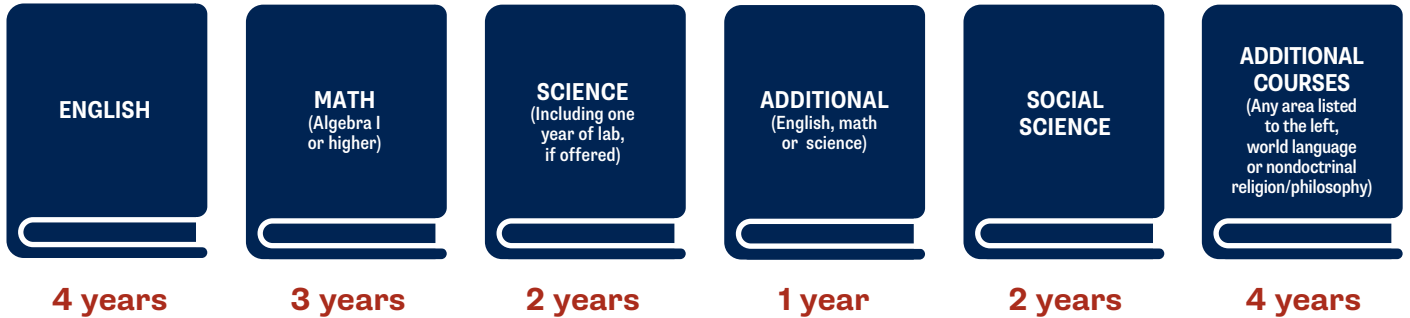 ENGLISH
4 years
MATH
(Algebra I
or higher)
3 years
SCIENCE
(Including one
year of lab,
if offered)
2 years
ADDITIONAL
(English, math
or science)
1 year
SOCIAL
SCIENCE
2 years
ADDITIONAL
COURSES
(Any area listed
to the left,
world language
or nondoctrinal
religion/philosophy)
4 years